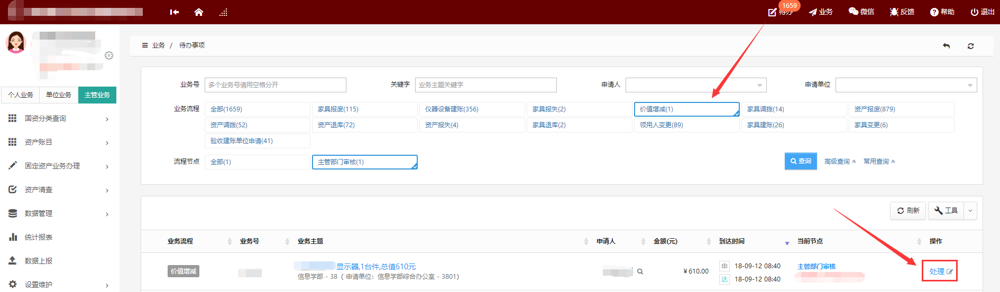 1659
待办 业务 微信 反馈 帮助 退出
业务 / 待办事项
个人业务 单位业务 主管业务
国资分类查询
资产账目
固定资产业务办理
资产清查
数据管理
统计报表
数据上报
设置维护
业务号 多个业务号请用空格分开 关键字 业务主题关键字 申请人 申请单位
业务流程 全部(1659) 家具报废(115) 仪器设备建账(356) 家具报失(2) 价值增减(1) 家具调拨(14) 资产报废(879)
资产调拨(52) 资产退库(72) 资产报失(4) 家具退库(2) 领用人变更(89) 家具建账(26) 家具变更(6)
验收建账单位申请(41)
流程节点 全部(1) 主管部门审核(1) 查询 高级查询 常用查询
刷新 工具
业务流程 业务号 业务主题 申请人 金额(元) 到达时间 当前节点 操作
价值增减 显示器,1台件,总值610元 ¥610.00 申 18-09-12 08:40 主管部门审核 处理
信息学部 - 38（申请单位：信息学部综合办公室 - 3801） 达 18-09-12 08:40